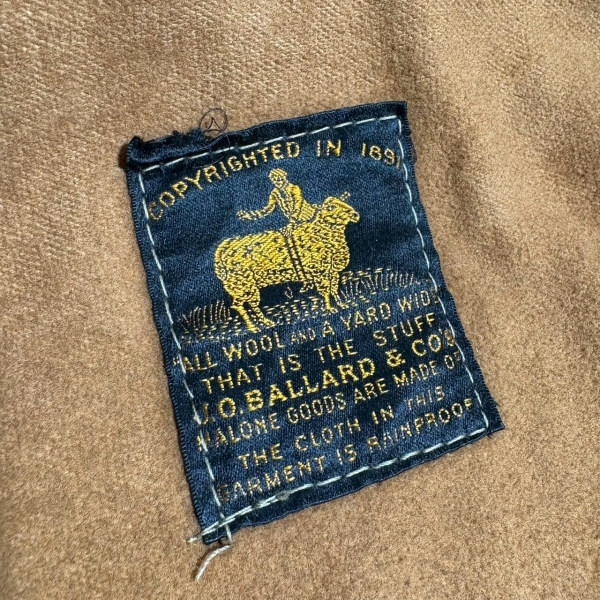 COPYRIGHTED IN 1891
"ALL WOOL AND A YARD WIDE"
THAT IS THE STUFF
J.O. BALLARD & CO'S
MALONE GOODS ARE MADE OF
THE CLOTH IN THIS
GARMENT IS RAINPROOF